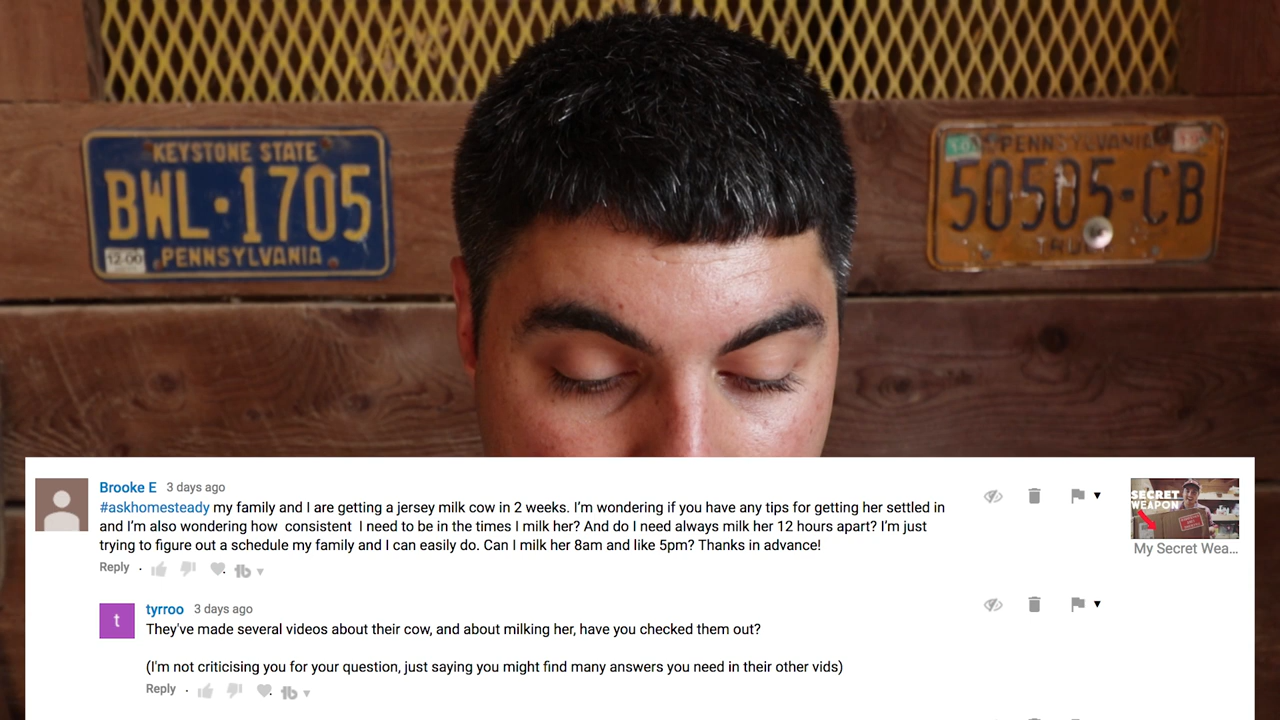 KEYSTONE STATE
BWL·1705
12-00
PENNSYLVANIA
PENNSYLVANIA
50505-CB
TRUCK
Brooke E 3 days ago
#askhomesteady my family and I are getting a jersey milk cow in 2 weeks. I'm wondering if you have any tips for getting her settled in
and I'm also wondering how  consistent  I need to be in the times I milk her? And do I need always milk her 12 hours apart? I'm just
trying to figure out a schedule my family and I can easily do. Can I milk her 8am and like 5pm? Thanks in advance!
Reply
SECRET
WEAPON
My Secret Wea...
t
tyrroo 3 days ago
They've made several videos about their cow, and about milking her, have you checked them out?
(I'm not criticising you for your question, just saying you might find many answers you need in their other vids)
Reply